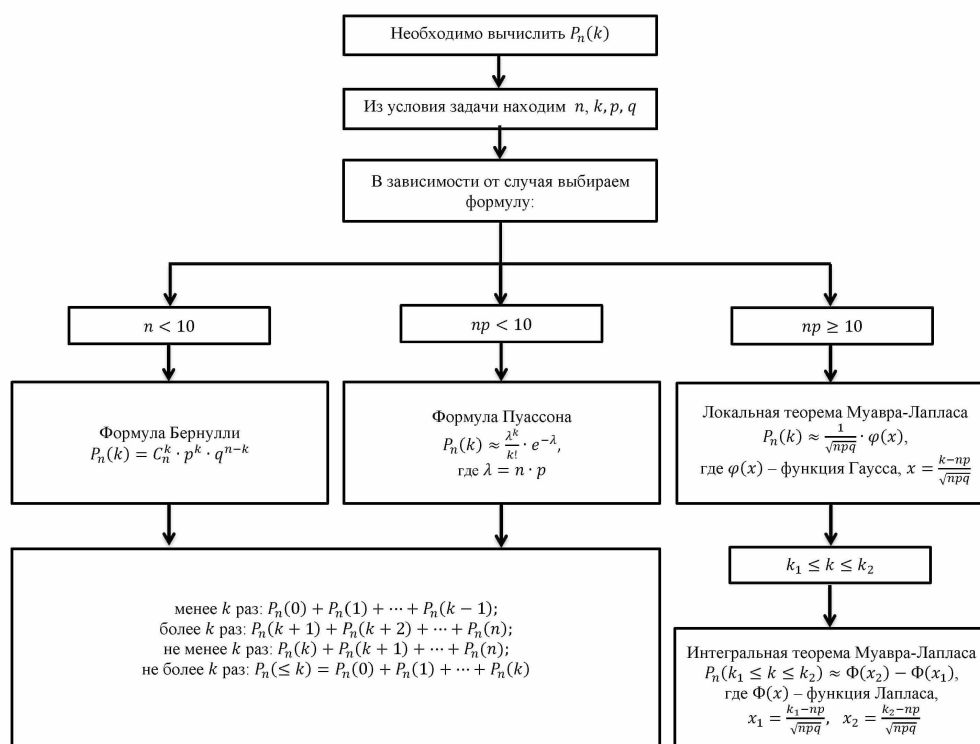 Необходимо вычислить Pₙ(k)
Из условия задачи находим n, k, p, q
В зависимости от случая выбираем
формулу:
n < 10
np < 10
np ≥ 10
Формула Бернулли
Pₙ(k) = Cₙᵏ · pᵏ · qⁿ⁻ᵏ
Формула Пуассона
Pₙ(k) ≈ λᵏ/k! · e^(−λ),
где λ = n · p
Локальная теорема Муавра-Лапласа
Pₙ(k) ≈ 1/√npq · φ(x),
где φ(x) – функция Гаусса, x = k−np/√npq
менее k раз: Pₙ(0) + Pₙ(1) + ⋯ + Pₙ(k − 1);
более k раз: Pₙ(k + 1) + Pₙ(k + 2) + ⋯ + Pₙ(n);
не менее k раз: Pₙ(k) + Pₙ(k + 1) + ⋯ + Pₙ(n);
не более k раз: Pₙ(≤ k) = Pₙ(0) + Pₙ(1) + ⋯ + Pₙ(k)
k₁ ≤ k ≤ k₂
Интегральная теорема Муавра-Лапласа
Pₙ(k₁ ≤ k ≤ k₂) ≈ Φ(x₂) − Φ(x₁),
где Φ(x) – функция Лапласа,
x₁ = k₁−np/√npq, x₂ = k₂−np/√npq